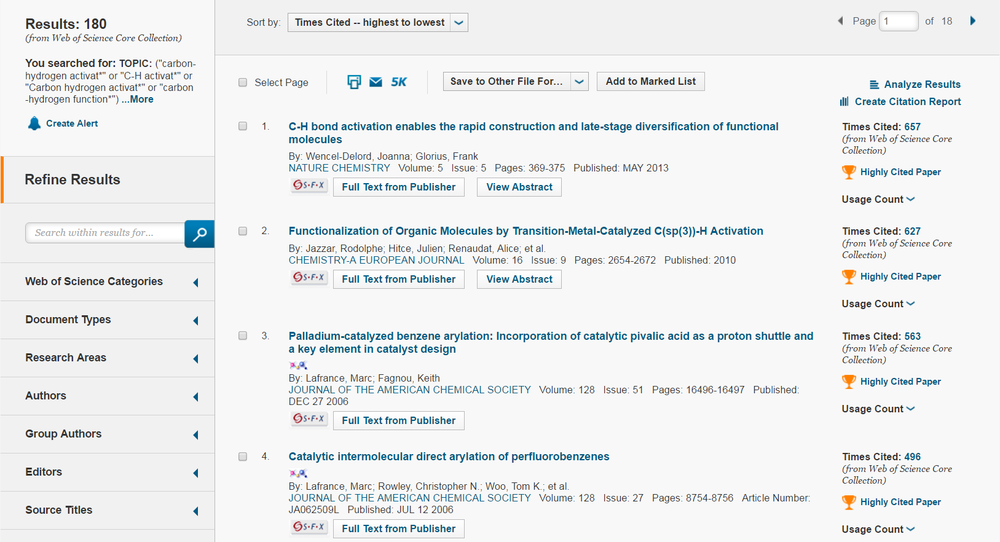 Results: 180
(from Web of Science Core Collection)
You searched for: TOPIC: ("carbon-
hydrogen activat*" or "C-H activat*" or
"Carbon hydrogen activat*" or "carbon
-hydrogen function*") ...More
Create Alert
Refine Results
Search within results for...
Web of Science Categories
Document Types
Research Areas
Authors
Group Authors
Editors
Source Titles
Sort by: Times Cited -- highest to lowest
Page 1 of 18
Select Page
5K
Save to Other File For...
Add to Marked List
Analyze Results
Create Citation Report
1. C-H bond activation enables the rapid construction and late-stage diversification of functional
molecules
By: Wencel-Delord, Joanna; Glorius, Frank
NATURE CHEMISTRY Volume: 5 Issue: 5 Pages: 369-375 Published: MAY 2013
S·F·X Full Text from Publisher View Abstract
Times Cited: 657
(from Web of Science Core
Collection)
Highly Cited Paper
Usage Count
2. Functionalization of Organic Molecules by Transition-Metal-Catalyzed C(sp(3))-H Activation
By: Jazzar, Rodolphe; Hitce, Julien; Renaudat, Alice; et al.
CHEMISTRY-A EUROPEAN JOURNAL Volume: 16 Issue: 9 Pages: 2654-2672 Published: 2010
S·F·X Full Text from Publisher View Abstract
Times Cited: 627
(from Web of Science Core
Collection)
Highly Cited Paper
Usage Count
3. Palladium-catalyzed benzene arylation: Incorporation of catalytic pivalic acid as a proton shuttle and
a key element in catalyst design
By: Lafrance, Marc; Fagnou, Keith
JOURNAL OF THE AMERICAN CHEMICAL SOCIETY Volume: 128 Issue: 51 Pages: 16496-16497 Published:
DEC 27 2006
S·F·X Full Text from Publisher
Times Cited: 563
(from Web of Science Core
Collection)
Highly Cited Paper
Usage Count
4. Catalytic intermolecular direct arylation of perfluorobenzenes
By: Lafrance, Marc; Rowley, Christopher N.; Woo, Tom K.; et al.
JOURNAL OF THE AMERICAN CHEMICAL SOCIETY Volume: 128 Issue: 27 Pages: 8754-8756 Article Number:
JA062509L Published: JUL 12 2006
S·F·X Full Text from Publisher
Times Cited: 496
(from Web of Science Core
Collection)
Highly Cited Paper
Usage Count